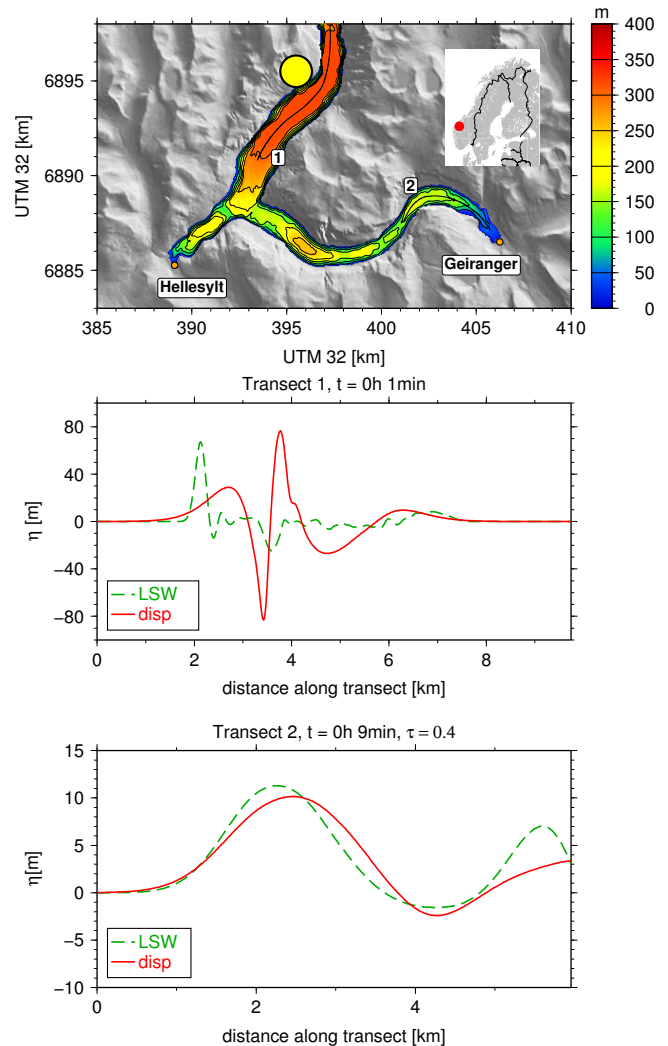 m
400
350
300
250
200
150
100
50
0
6895
6890
6885
UTM 32 [km]
1
2
Hellesylt
Geiranger
385 390 395 400 405 410
UTM 32 [km]
Transect 1, t = 0h 1min
80
40
0
−40
−80
η [m]
LSW
disp
0 2 4 6 8
distance along transect [km]
Transect 2, t = 0h 9min, τ = 0.4
15
10
5
0
−5
−10
η[m]
LSW
disp
0 2 4
distance along transect [km]